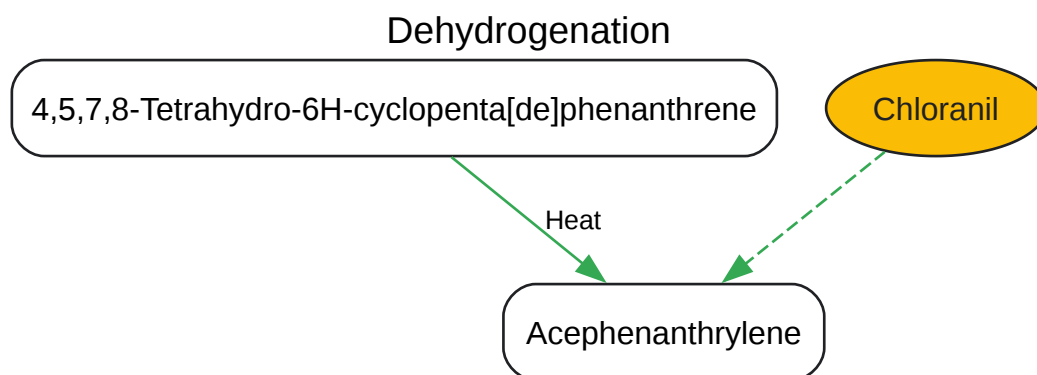 Dehydrogenation
4,5,7,8-Tetrahydro-6H-cyclopenta[de]phenanthrene
Chloranil
Heat
Acephenanthrylene